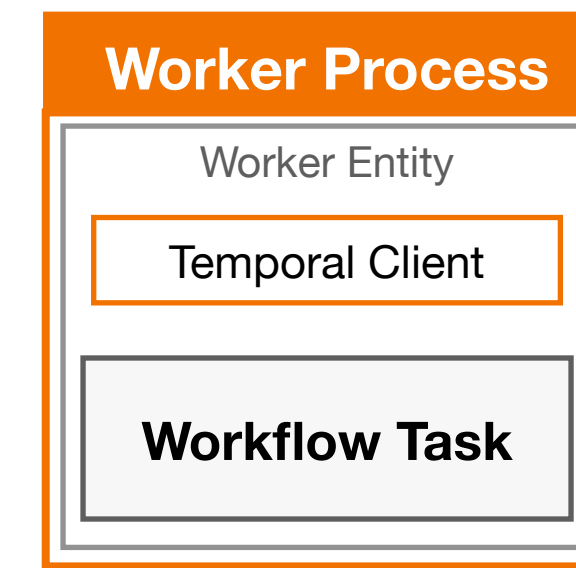 Worker Process
Worker Entity
Temporal Client
Workflow Task